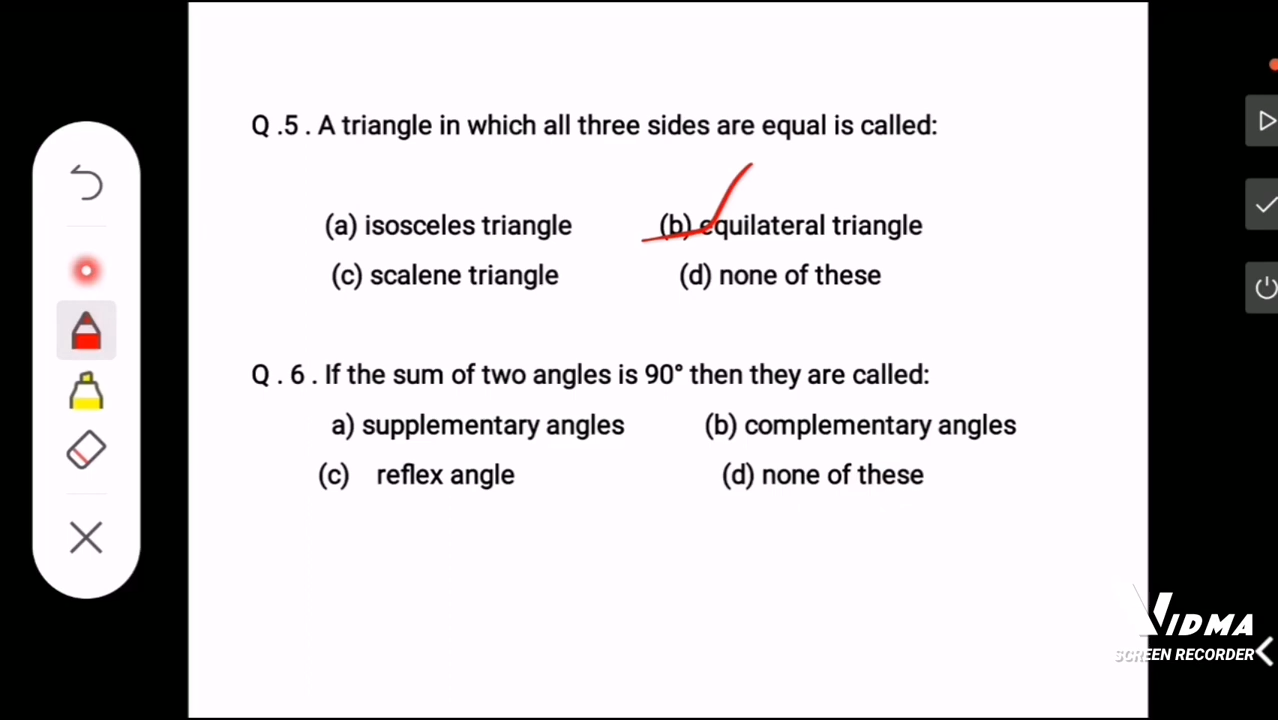 Q .5 . A triangle in which all three sides are equal is called:
(a) isosceles triangle (b) equilateral triangle
(c) scalene triangle (d) none of these
Q . 6 . If the sum of two angles is 90° then they are called:
a) supplementary angles (b) complementary angles
(c) reflex angle (d) none of these
VIDMA
SCREEN RECORDER